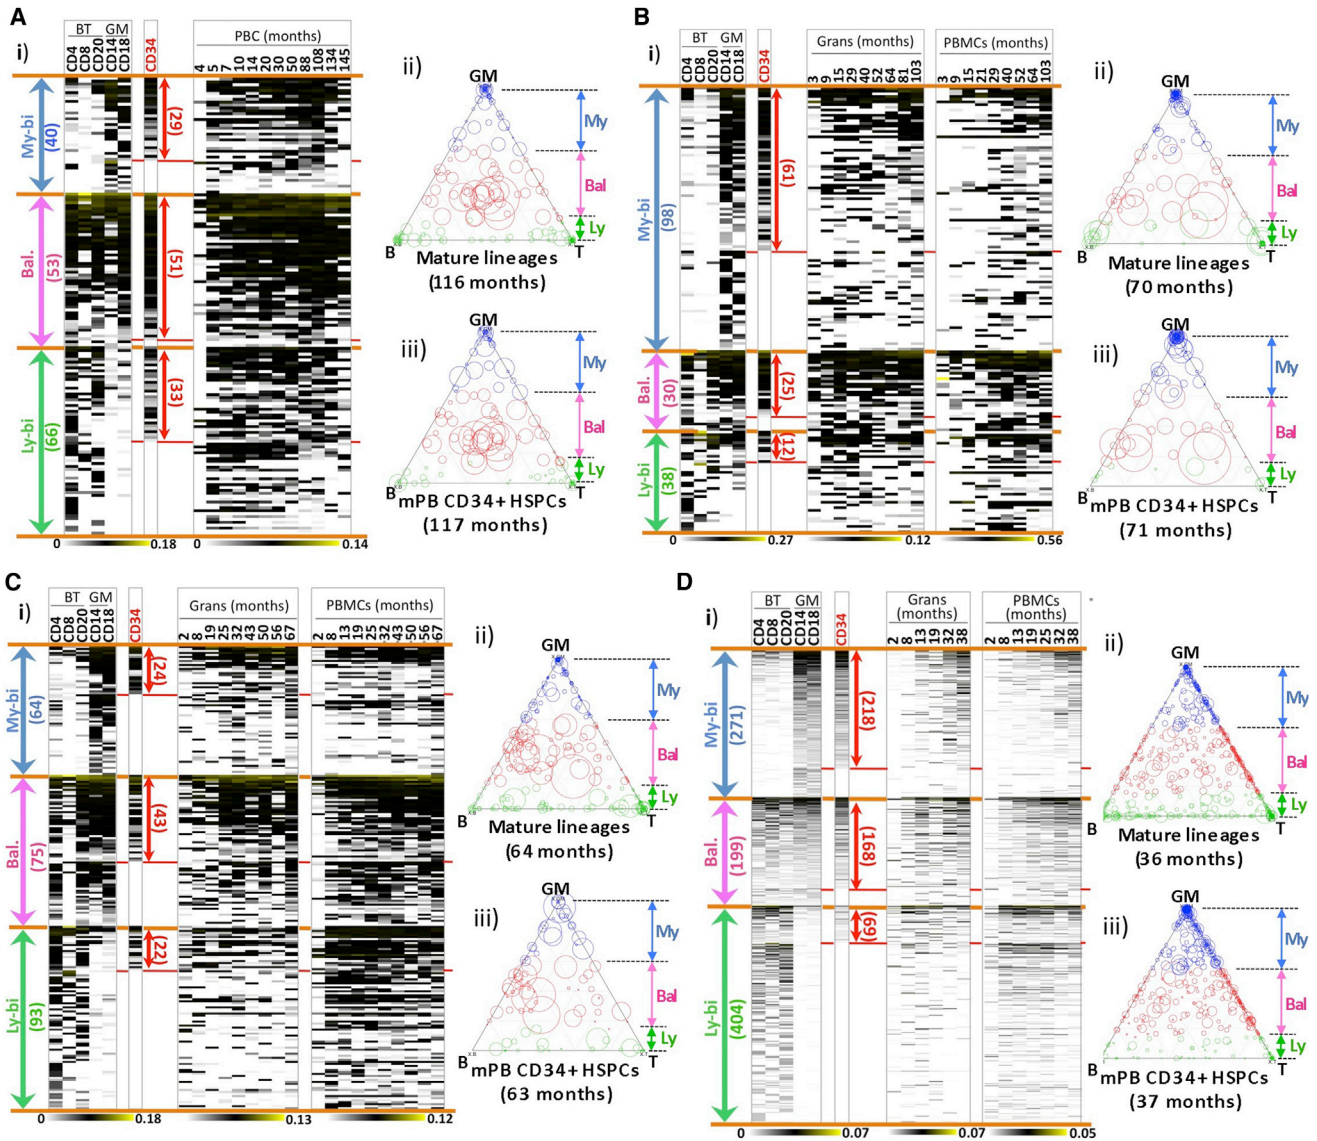 A
i)
BT GM
CD4 CD8 CD20 CD14 CD18
CD34
PBC (months)
4 5 7 10 14 20 30 50 88 108 134 145
My-bi (40)
(29)
Bal. (53)
(51)
Ly-bi (66)
(33)
0 0.18 0 0.14
ii)
GM
My
Bal
Ly
B T
Mature lineages
(116 months)
iii)
GM
My
Bal
Ly
B T
mPB CD34+ HSPCs
(117 months)
B
i)
BT GM
CD4 CD8 CD20 CD14 CD18
CD34
Grans (months)
3 9 15 29 40 52 64 81 103
PBMCs (months)
3 9 15 21 29 40 52 64 103
My-bi (98)
(61)
Bal. (30)
(25)
Ly-bi (38)
(12)
0 0.27 0.12 0.56
ii)
GM
My
Bal
Ly
B T
Mature lineages
(70 months)
iii)
GM
My
Bal
Ly
B T
mPB CD34+ HSPCs
(71 months)
C
i)
BT GM
CD4 CD8 CD20 CD14 CD18
CD34
Grans (months)
2 8 19 25 32 43 50 56 67
PBMCs (months)
2 8 13 19 25 32 43 50 56 67
My-bi (64)
(24)
Bal. (75)
(43)
Ly-bi (93)
(22)
0 0.18 0.13 0.12
ii)
GM
My
Bal
Ly
B T
Mature lineages
(64 months)
iii)
GM
My
Bal
Ly
B T
mPB CD34+ HSPCs
(63 months)
D
i)
BT GM
CD4 CD8 CD20 CD14 CD18
CD34
Grans
(months)
2 8 13 19 32 38
PBMCs
(months)
2 8 13 19 25 32 38
My-bi (271)
(218)
Bal. (199)
(168)
Ly-bi (404)
(69)
0 0.07 0.07 0.05
ii)
GM
My
Bal
Ly
B T
Mature lineages
(36 months)
iii)
GM
My
Bal
Ly
B T
mPB CD34+ HSPCs
(37 months)